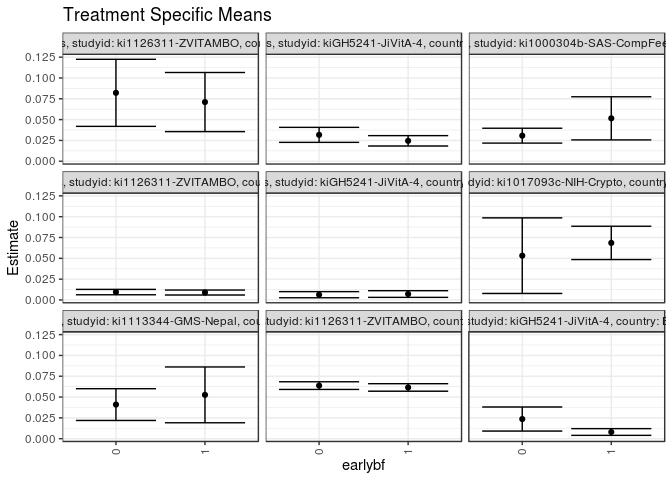 Treatment Specific Means
s, studyid: ki1126311-ZVITAMBO, cou
s, studyid: kiGH5241-JiVitA-4, countr
, studyid: ki1000304b-SAS-CompFee
0.125
0.100
0.075
0.050
0.025
0.000
, studyid: ki1126311-ZVITAMBO, cou
s, studyid: kiGH5241-JiVitA-4, country
dyid: ki1017093c-NIH-Crypto, country
0.125
0.100
0.075
0.050
0.025
0.000
Estimate
, studyid: ki1113344-GMS-Nepal, cou
tudyid: ki1126311-ZVITAMBO, count
studyid: kiGH5241-JiVitA-4, country: B
0.125
0.100
0.075
0.050
0.025
0.000
0 1 0 1 0 1
earlybf